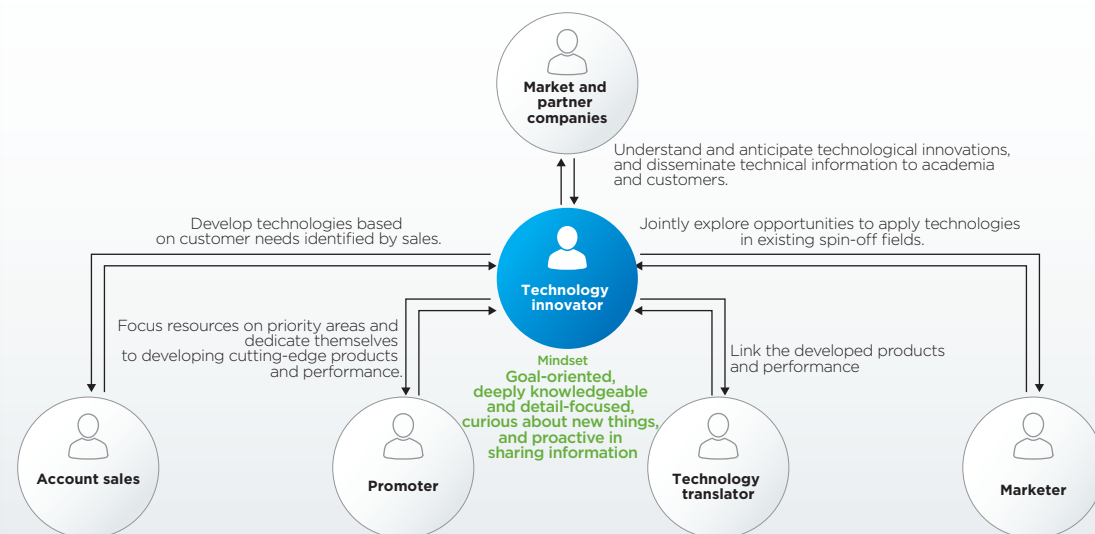 Market and
partner
companies
Understand and anticipate technological innovations,
and disseminate technical information to academia
and customers.
Develop technologies based
on customer needs identified by sales.
Jointly explore opportunities to apply technologies
in existing spin-off fields.
Technology
innovator
Focus resources on priority areas and
dedicate themselves
to developing cutting-edge products
and performance.
Link the developed products
and performance
Mindset
Goal-oriented,
deeply knowledgeable
and detail-focused,
curious about new things,
and proactive in
sharing information
Account sales
Promoter
Technology
translator
Marketer